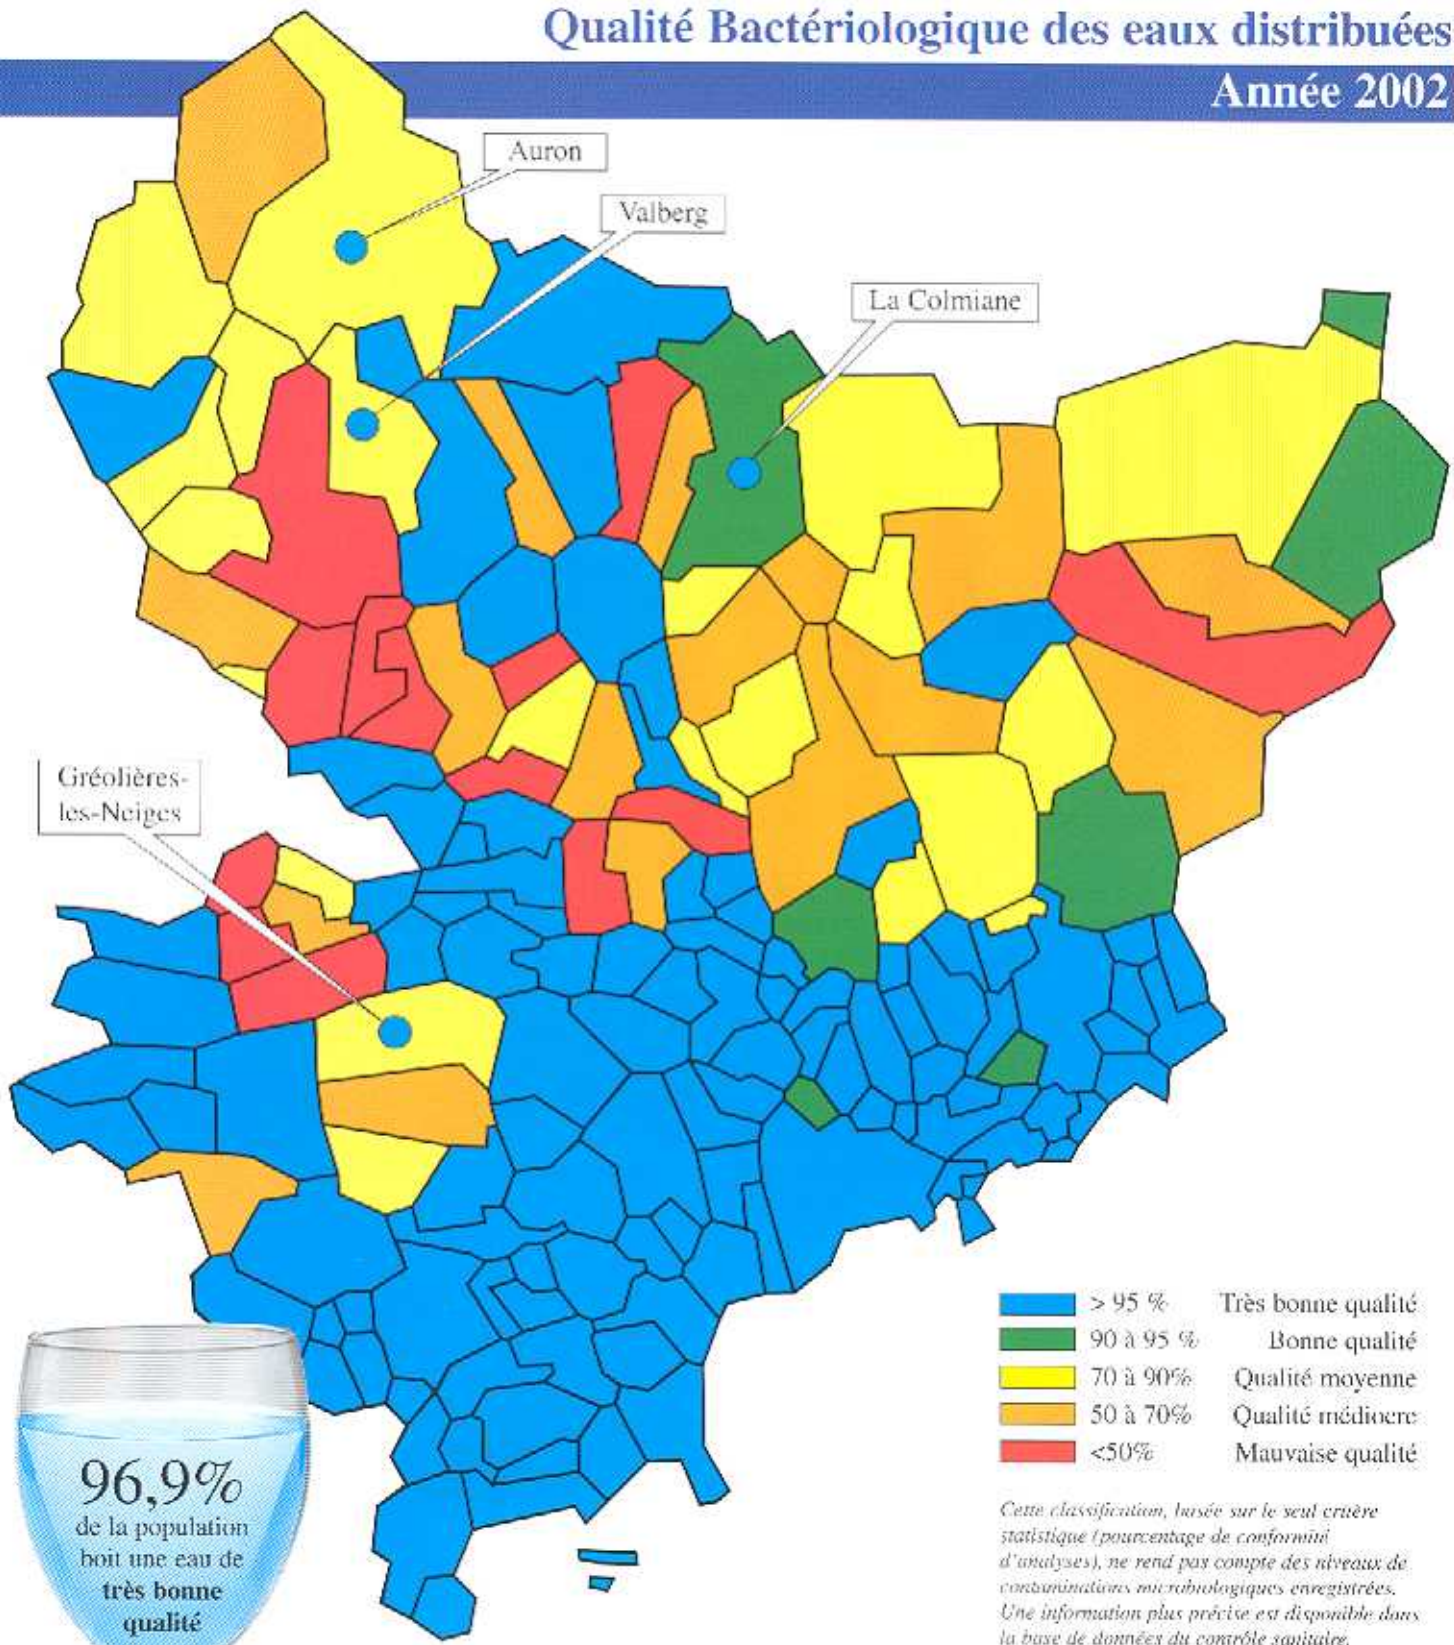 Qualité Bactériologique des eaux distribuées
Année 2002
Auron
Valberg
La Colmiane
Gréolières-
les-Neiges
> 95 % Très bonne qualité
90 à 95 % Bonne qualité
70 à 90% Qualité moyenne
50 à 70% Qualité médiocre
<50% Mauvaise qualité
96,9%
de la population
boit une eau de
très bonne
qualité
Cette classification, basée sur le seul critère
statistique (pourcentage de conformité
d'analyses), ne rend pas compte des niveaux de
contaminations microbiologiques enregistrées.
Une information plus précise est disponible dans
la base de données du contrôle sanitaire.